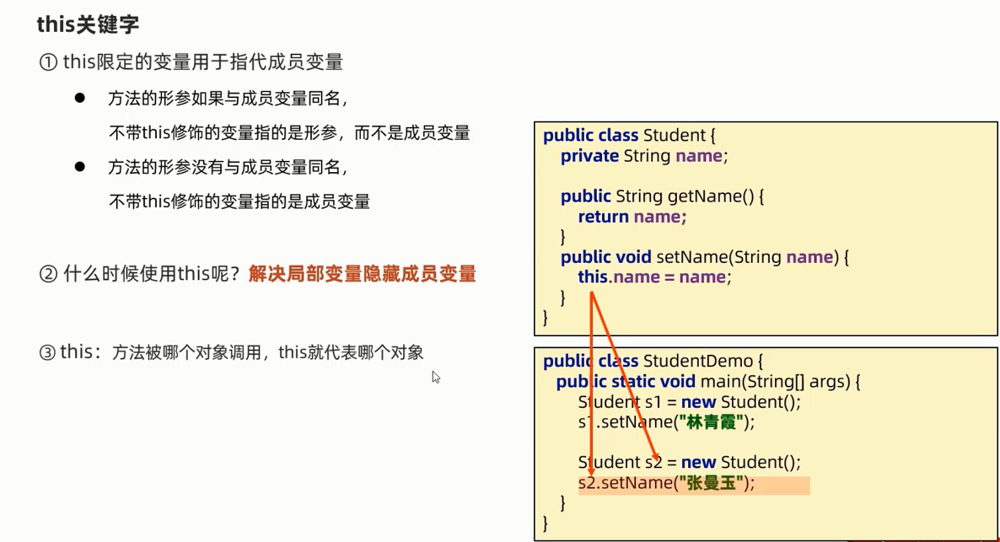 this关键字
① this限定的变量用于指代成员变量
● 方法的形参如果与成员变量同名，
不带this修饰的变量指的是形参，而不是成员变量
● 方法的形参没有与成员变量同名，
不带this修饰的变量指的是成员变量
② 什么时候使用this呢？解决局部变量隐藏成员变量
③ this：方法被哪个对象调用，this就代表哪个对象
public class Student {
private String name;
public String getName() {
return name;
}
public void setName(String name) {
this.name = name;
}
}
public class StudentDemo {
public static void main(String[] args) {
Student s1 = new Student();
s1.setName("林青霞");
Student s2 = new Student();
s2.setName("张曼玉");
}
}